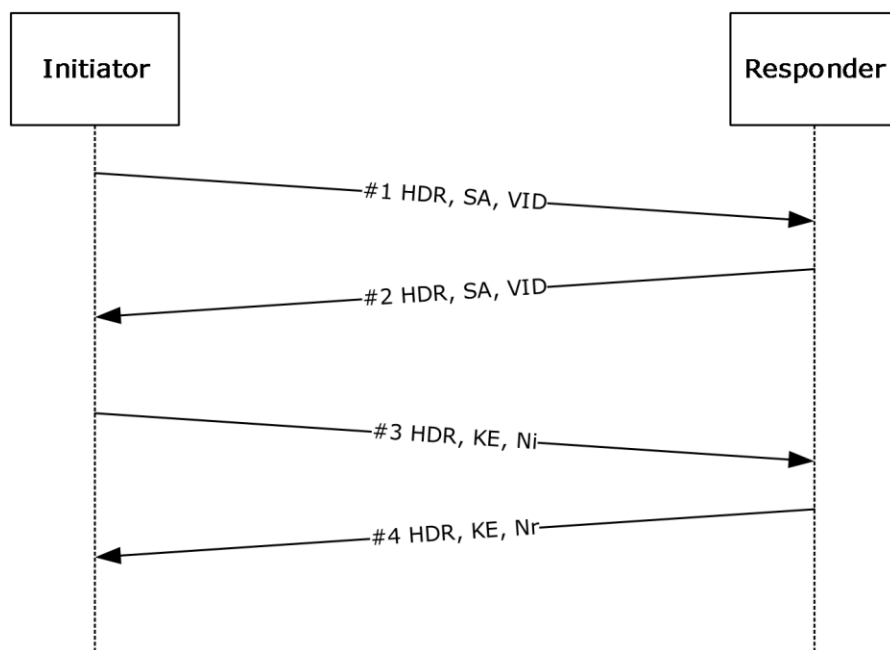 Initiator
Responder
#1 HDR, SA, VID
#2 HDR, SA, VID
#3 HDR, KE, Ni
#4 HDR, KE, Nr